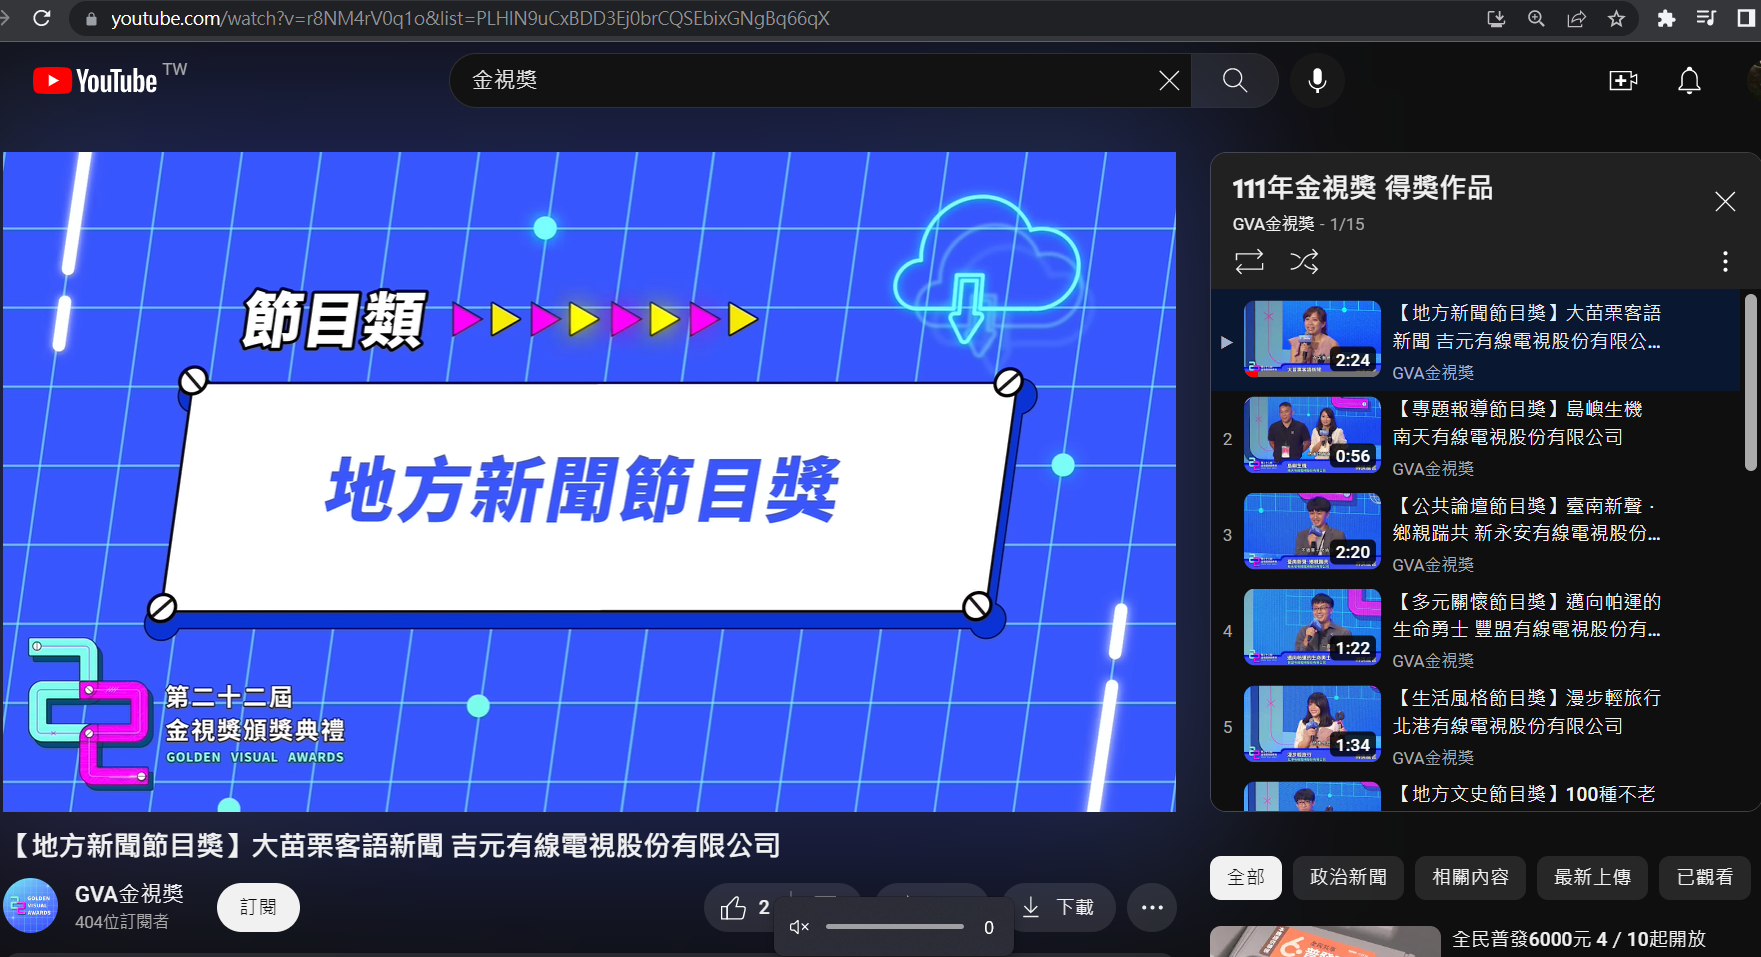 youtube.com/watch?v=r8NM4rV0q1o&list=PLHIN9uCxBDD3Ej0brCQSEbixGNgBq66qX
YouTube TW
金視獎
節目類
地方新聞節目獎
第二十二屆
金視獎頒獎典禮
GOLDEN VISUAL AWARDS
【地方新聞節目獎】大苗栗客語新聞 吉元有線電視股份有限公司
GVA金視獎
404位訂閱者
訂閱
2
下載
0
111年金視獎 得獎作品
GVA金視獎 - 1/15
2:24
【地方新聞節目獎】大苗栗客語
新聞 吉元有線電視股份有限公...
GVA金視獎
2
0:56
【專題報導節目獎】島嶼生機
南天有線電視股份有限公司
GVA金視獎
3
2:20
【公共論壇節目獎】臺南新聲．
鄉親踹共 新永安有線電視股份...
GVA金視獎
4
1:22
【多元關懷節目獎】邁向帕運的
生命勇士 豐盟有線電視股份有...
GVA金視獎
5
1:34
【生活風格節目獎】漫步輕旅行
北港有線電視股份有限公司
GVA金視獎
【地方文史節目獎】100種不老
全部
政治新聞
相關內容
最新上傳
已觀看
全民普發6000元 4 / 10起開放